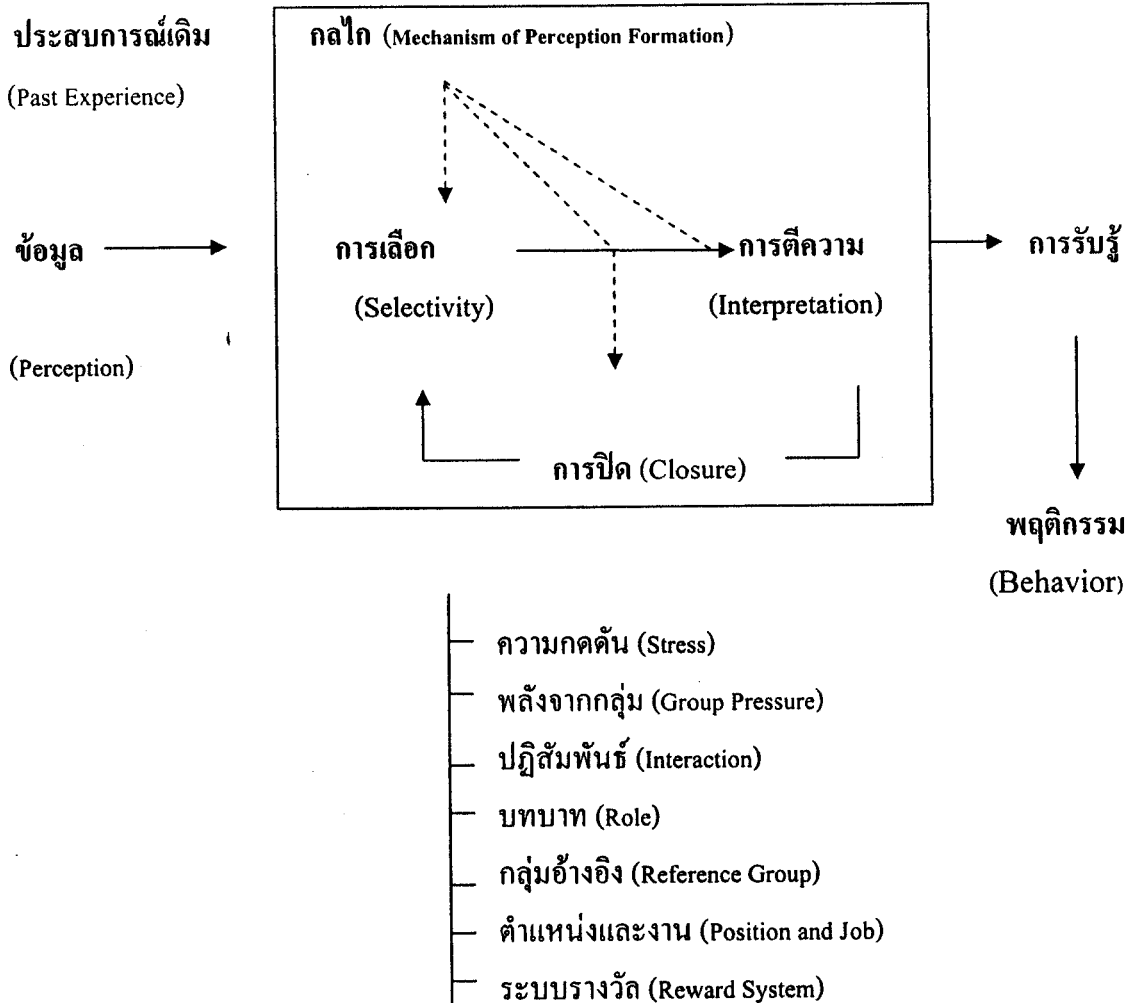 ประสบการณ์เดิม
(Past Experience)
กลไก (Mechanism of Perception Formation)
ข้อมูล
(Perception)
การเลือก
(Selectivity)
การตีความ
(Interpretation)
การปิด (Closure)
การรับรู้
พฤติกรรม
(Behavior)
ความกดดัน (Stress)
พลังจากกลุ่ม (Group Pressure)
ปฏิสัมพันธ์ (Interaction)
บทบาท (Role)
กลุ่มอ้างอิง (Reference Group)
ตำแหน่งและงาน (Position and Job)
ระบบรางวัล (Reward System)